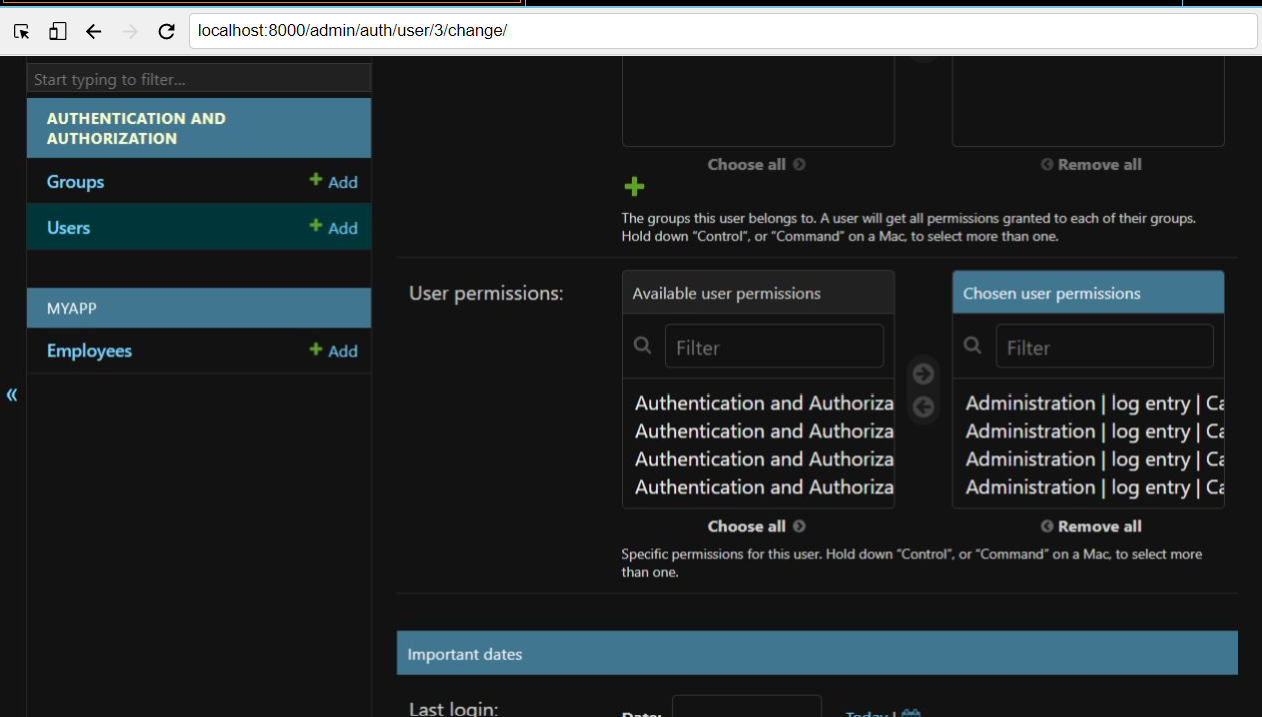 localhost:8000/admin/auth/user/3/change/
Start typing to filter...
AUTHENTICATION AND
AUTHORIZATION
Groups
Add
Users
Add
MYAPP
Employees
Add
«
Choose all
Remove all
The groups this user belongs to. A user will get all permissions granted to each of their groups.
Hold down “Control”, or “Command” on a Mac, to select more than one.
User permissions:
Available user permissions
Filter
Authentication and Authoriza
Authentication and Authoriza
Authentication and Authoriza
Authentication and Authoriza
Choose all
Chosen user permissions
Filter
Administration | log entry | Ca
Administration | log entry | Ca
Administration | log entry | Ca
Administration | log entry | Ca
Remove all
Specific permissions for this user. Hold down “Control”, or “Command” on a Mac, to select more
than one.
Important dates
Last login:
Date:
Today |